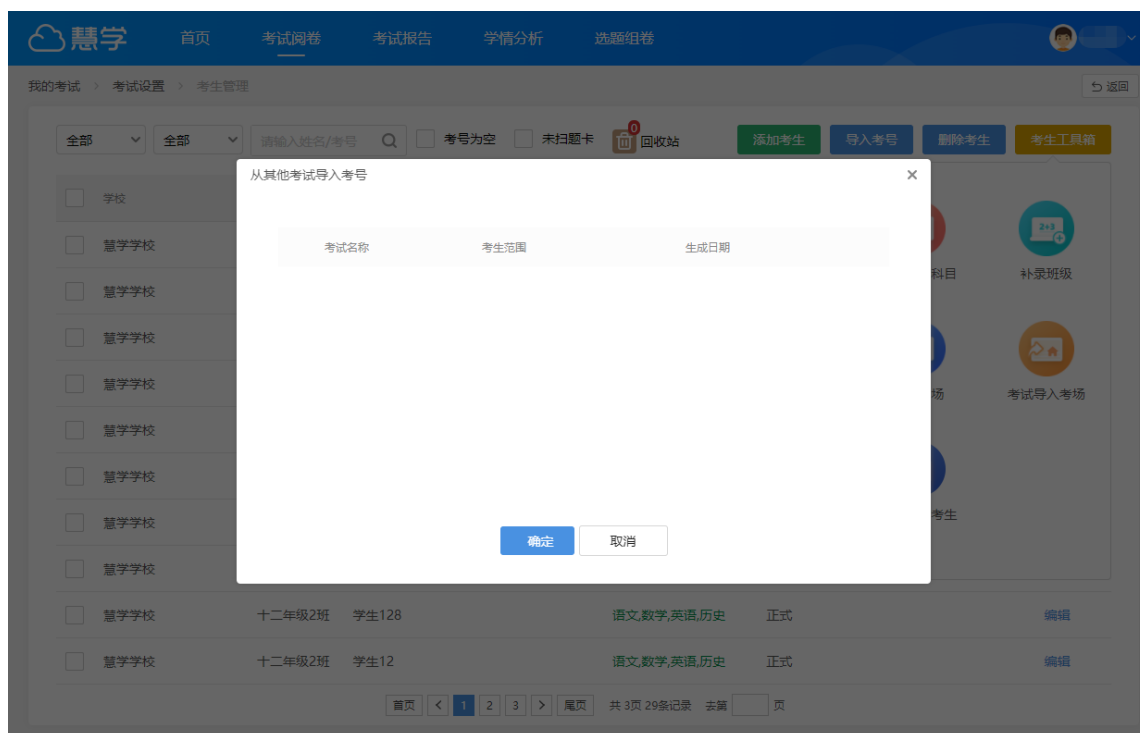 慧学 首页 考试阅卷 考试报告 学情分析 选题组卷
我的考试 > 考试设置 > 考生管理 返回
全部 全部 请输入姓名/考号 考号为空 未扫题卡 0 回收站 添加考生 导入考号 删除考生 考生工具箱
从其他考试导入考号 ×
学校
2+3
考试名称 考生范围 生成日期
慧学学校
科目 补录班级
慧学学校
慧学学校
慧学学校
场 考试导入考场
慧学学校
慧学学校
慧学学校
考生
确定 取消
慧学学校
慧学学校 十二年级2班 学生128 语文,数学,英语,历史 正式 编辑
慧学学校 十二年级2班 学生12 语文,数学,英语,历史 正式 编辑
首页 < 1 2 3 > 尾页 共 3页 29条记录 去第 页